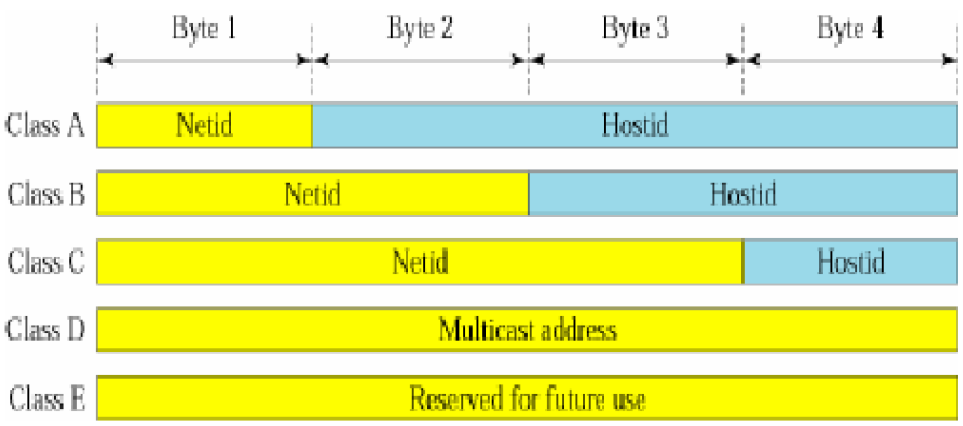 Byte 1 Byte 2 Byte 3 Byte 4
Class A Netid Hostid
Class B Netid Hostid
Class C Netid Hostid
Class D Multicast address
Class E Reserved for future use